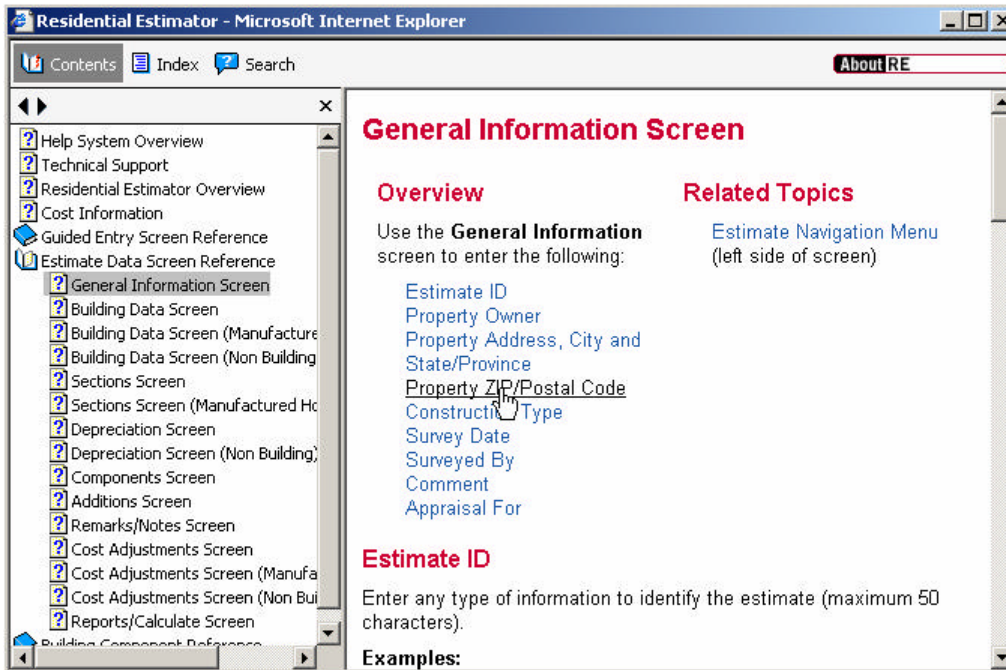 Residential Estimator - Microsoft Internet Explorer
Contents Index Search
About RE
Help System Overview
Technical Support
Residential Estimator Overview
Cost Information
Guided Entry Screen Reference
Estimate Data Screen Reference
General Information Screen
Building Data Screen
Building Data Screen (Manufacture
Building Data Screen (Non Building
Sections Screen
Sections Screen (Manufactured Ho
Depreciation Screen
Depreciation Screen (Non Building)
Components Screen
Additions Screen
Remarks/Notes Screen
Cost Adjustments Screen
Cost Adjustments Screen (Manufa
Cost Adjustments Screen (Non Bui
Reports/Calculate Screen
Building Component Reference
General Information Screen
Overview
Use the General Information
screen to enter the following:
Estimate ID
Property Owner
Property Address, City and
State/Province
Property ZIP/Postal Code
Construction Type
Survey Date
Surveyed By
Comment
Appraisal For
Related Topics
Estimate Navigation Menu
(left side of screen)
Estimate ID
Enter any type of information to identify the estimate (maximum 50
characters).
Examples: